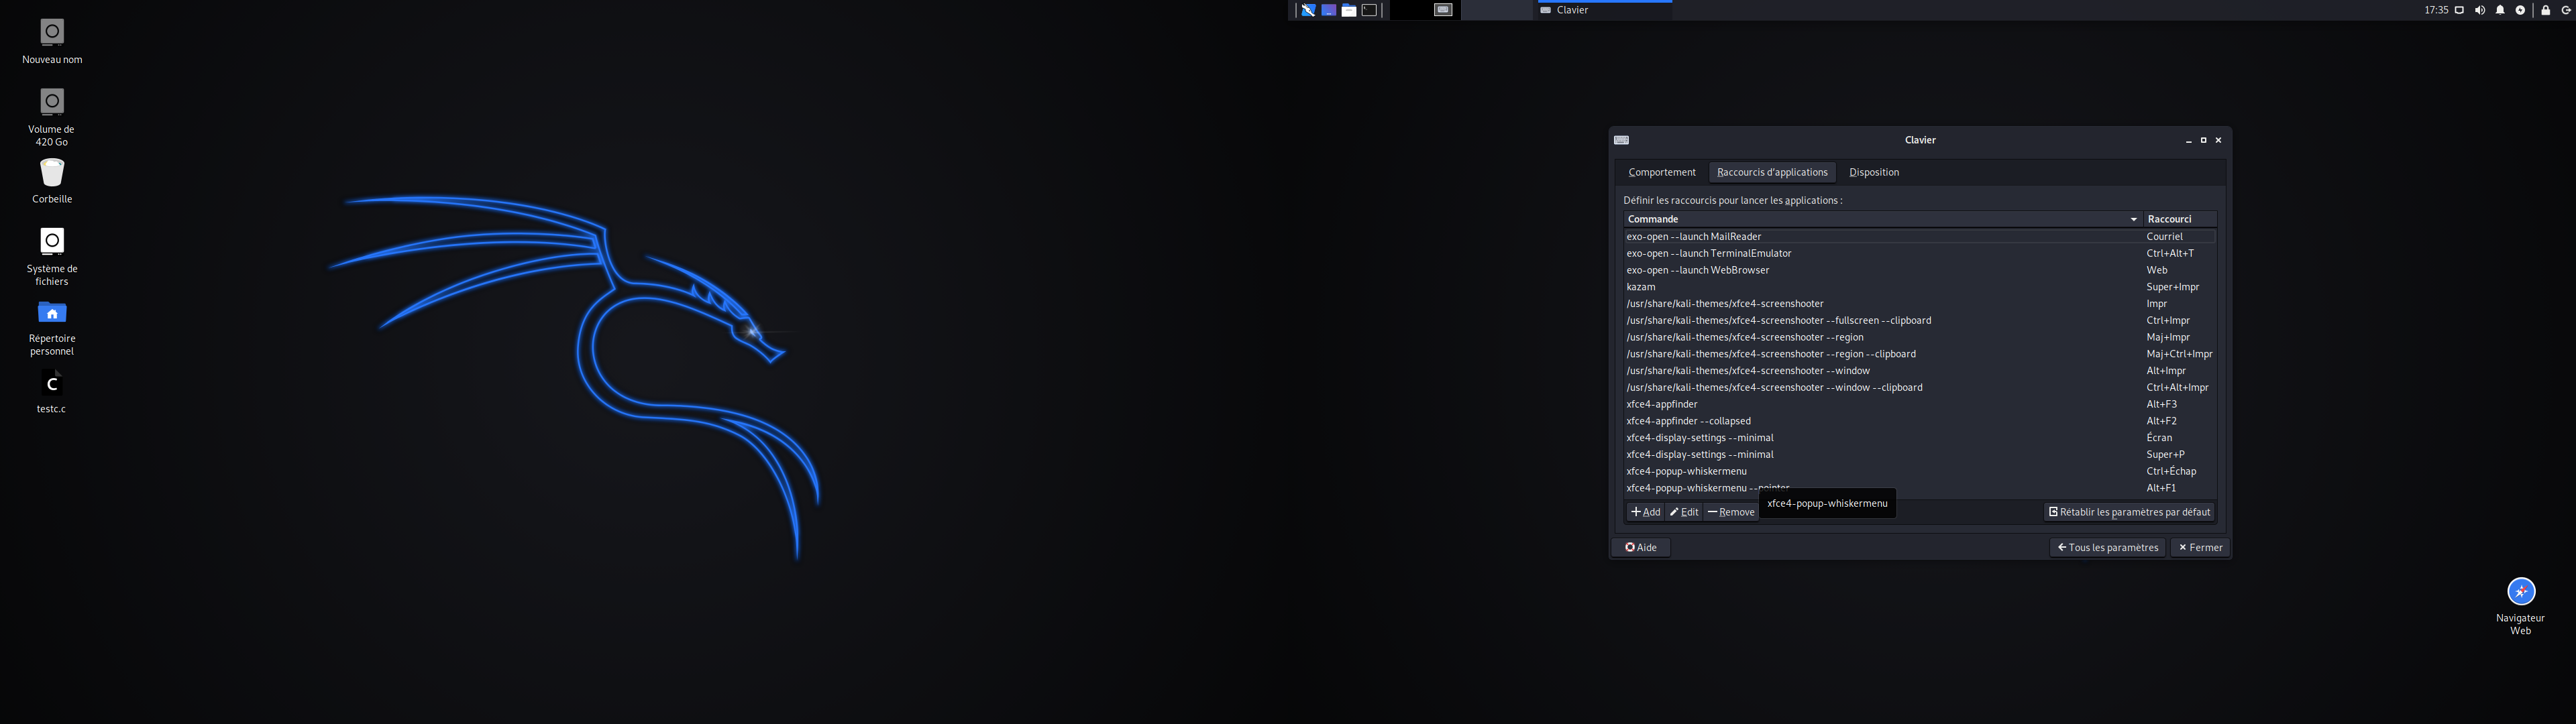 Nouveau nom
Volume de
420 Go
Corbeille
Système de
fichiers
Répertoire
personnel
C
testc.c
Clavier
17:35
Clavier
Comportement
Raccourcis d'applications
Disposition
Définir les raccourcis pour lancer les applications :
Commande Raccourci
exo-open --launch MailReader Courriel
exo-open --launch TerminalEmulator Ctrl+Alt+T
exo-open --launch WebBrowser Web
kazam Super+Impr
/usr/share/kali-themes/xfce4-screenshooter Impr
/usr/share/kali-themes/xfce4-screenshooter --fullscreen --clipboard Ctrl+Impr
/usr/share/kali-themes/xfce4-screenshooter --region Maj+Impr
/usr/share/kali-themes/xfce4-screenshooter --region --clipboard Maj+Ctrl+Impr
/usr/share/kali-themes/xfce4-screenshooter --window Alt+Impr
/usr/share/kali-themes/xfce4-screenshooter --window --clipboard Ctrl+Alt+Impr
xfce4-appfinder Alt+F3
xfce4-appfinder --collapsed Alt+F2
xfce4-display-settings --minimal Écran
xfce4-display-settings --minimal Super+P
xfce4-popup-whiskermenu Ctrl+Échap
xfce4-popup-whiskermenu --pointer Alt+F1
xfce4-popup-whiskermenu
Add Edit Remove Rétablir les paramètres par défaut
Aide Tous les paramètres Fermer
Navigateur
Web